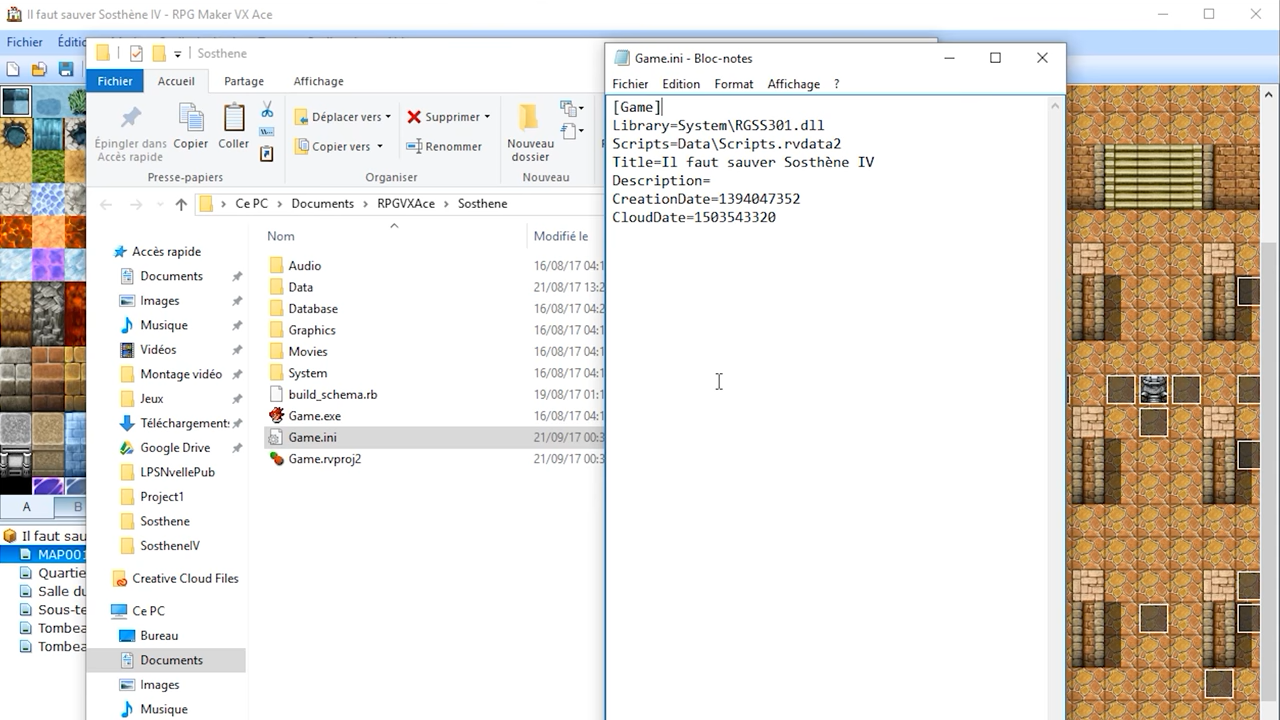 Il faut sauver Sosthène IV - RPG Maker VX Ace
Fichier
Éditio
Sosthene
Fichier
Accueil
Partage
Affichage
Épingler dans
Accès rapide
Copier
Coller
Déplacer vers
Copier vers
Supprimer
Renommer
Nouveau
dossier
Presse-papiers
Organiser
Nouveau
Ce PC > Documents > RPGVXAce > Sosthene
Nom
Modifié le
Accès rapide
Documents
Images
Musique
Vidéos
Montage vidéo
Jeux
Téléchargement
Google Drive
LPSNvellePub
Project1
Sosthene
SostheneIV
Creative Cloud Files
Ce PC
Bureau
Documents
Images
Musique
Audio 16/08/17 04:1
Data 21/08/17 13:2
Database 16/08/17 04:2
Graphics 16/08/17 04:1
Movies 16/08/17 04:1
System 16/08/17 04:1
build_schema.rb 19/08/17 01:1
Game.exe 16/08/17 04:1
Game.ini 21/09/17 00:3
Game.rvproj2 21/09/17 00:3
A
B
Il faut sau
MAP001
Quartie
Salle du
Sous-te
Tombea
Tombea
Game.ini - Bloc-notes
Fichier Edition Format Affichage ?
[Game]
Library=System\RGSS301.dll
Scripts=Data\Scripts.rvdata2
Title=Il faut sauver Sosthène IV
Description=
CreationDate=1394047352
CloudDate=1503543320